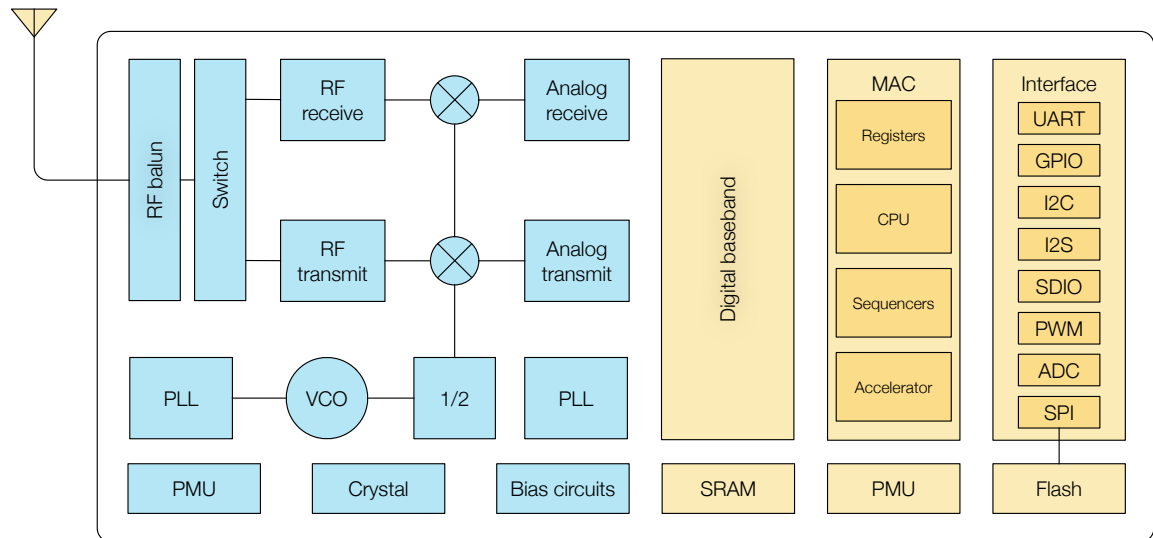 RF balun
Switch
RF
receive
Analog
receive
RF
transmit
Analog
transmit
PLL
VCO
1/2
PLL
PMU
Crystal
Bias circuits
Digital baseband
SRAM
MAC
Registers
CPU
Sequencers
Accelerator
PMU
Interface
UART
GPIO
I2C
I2S
SDIO
PWM
ADC
SPI
Flash